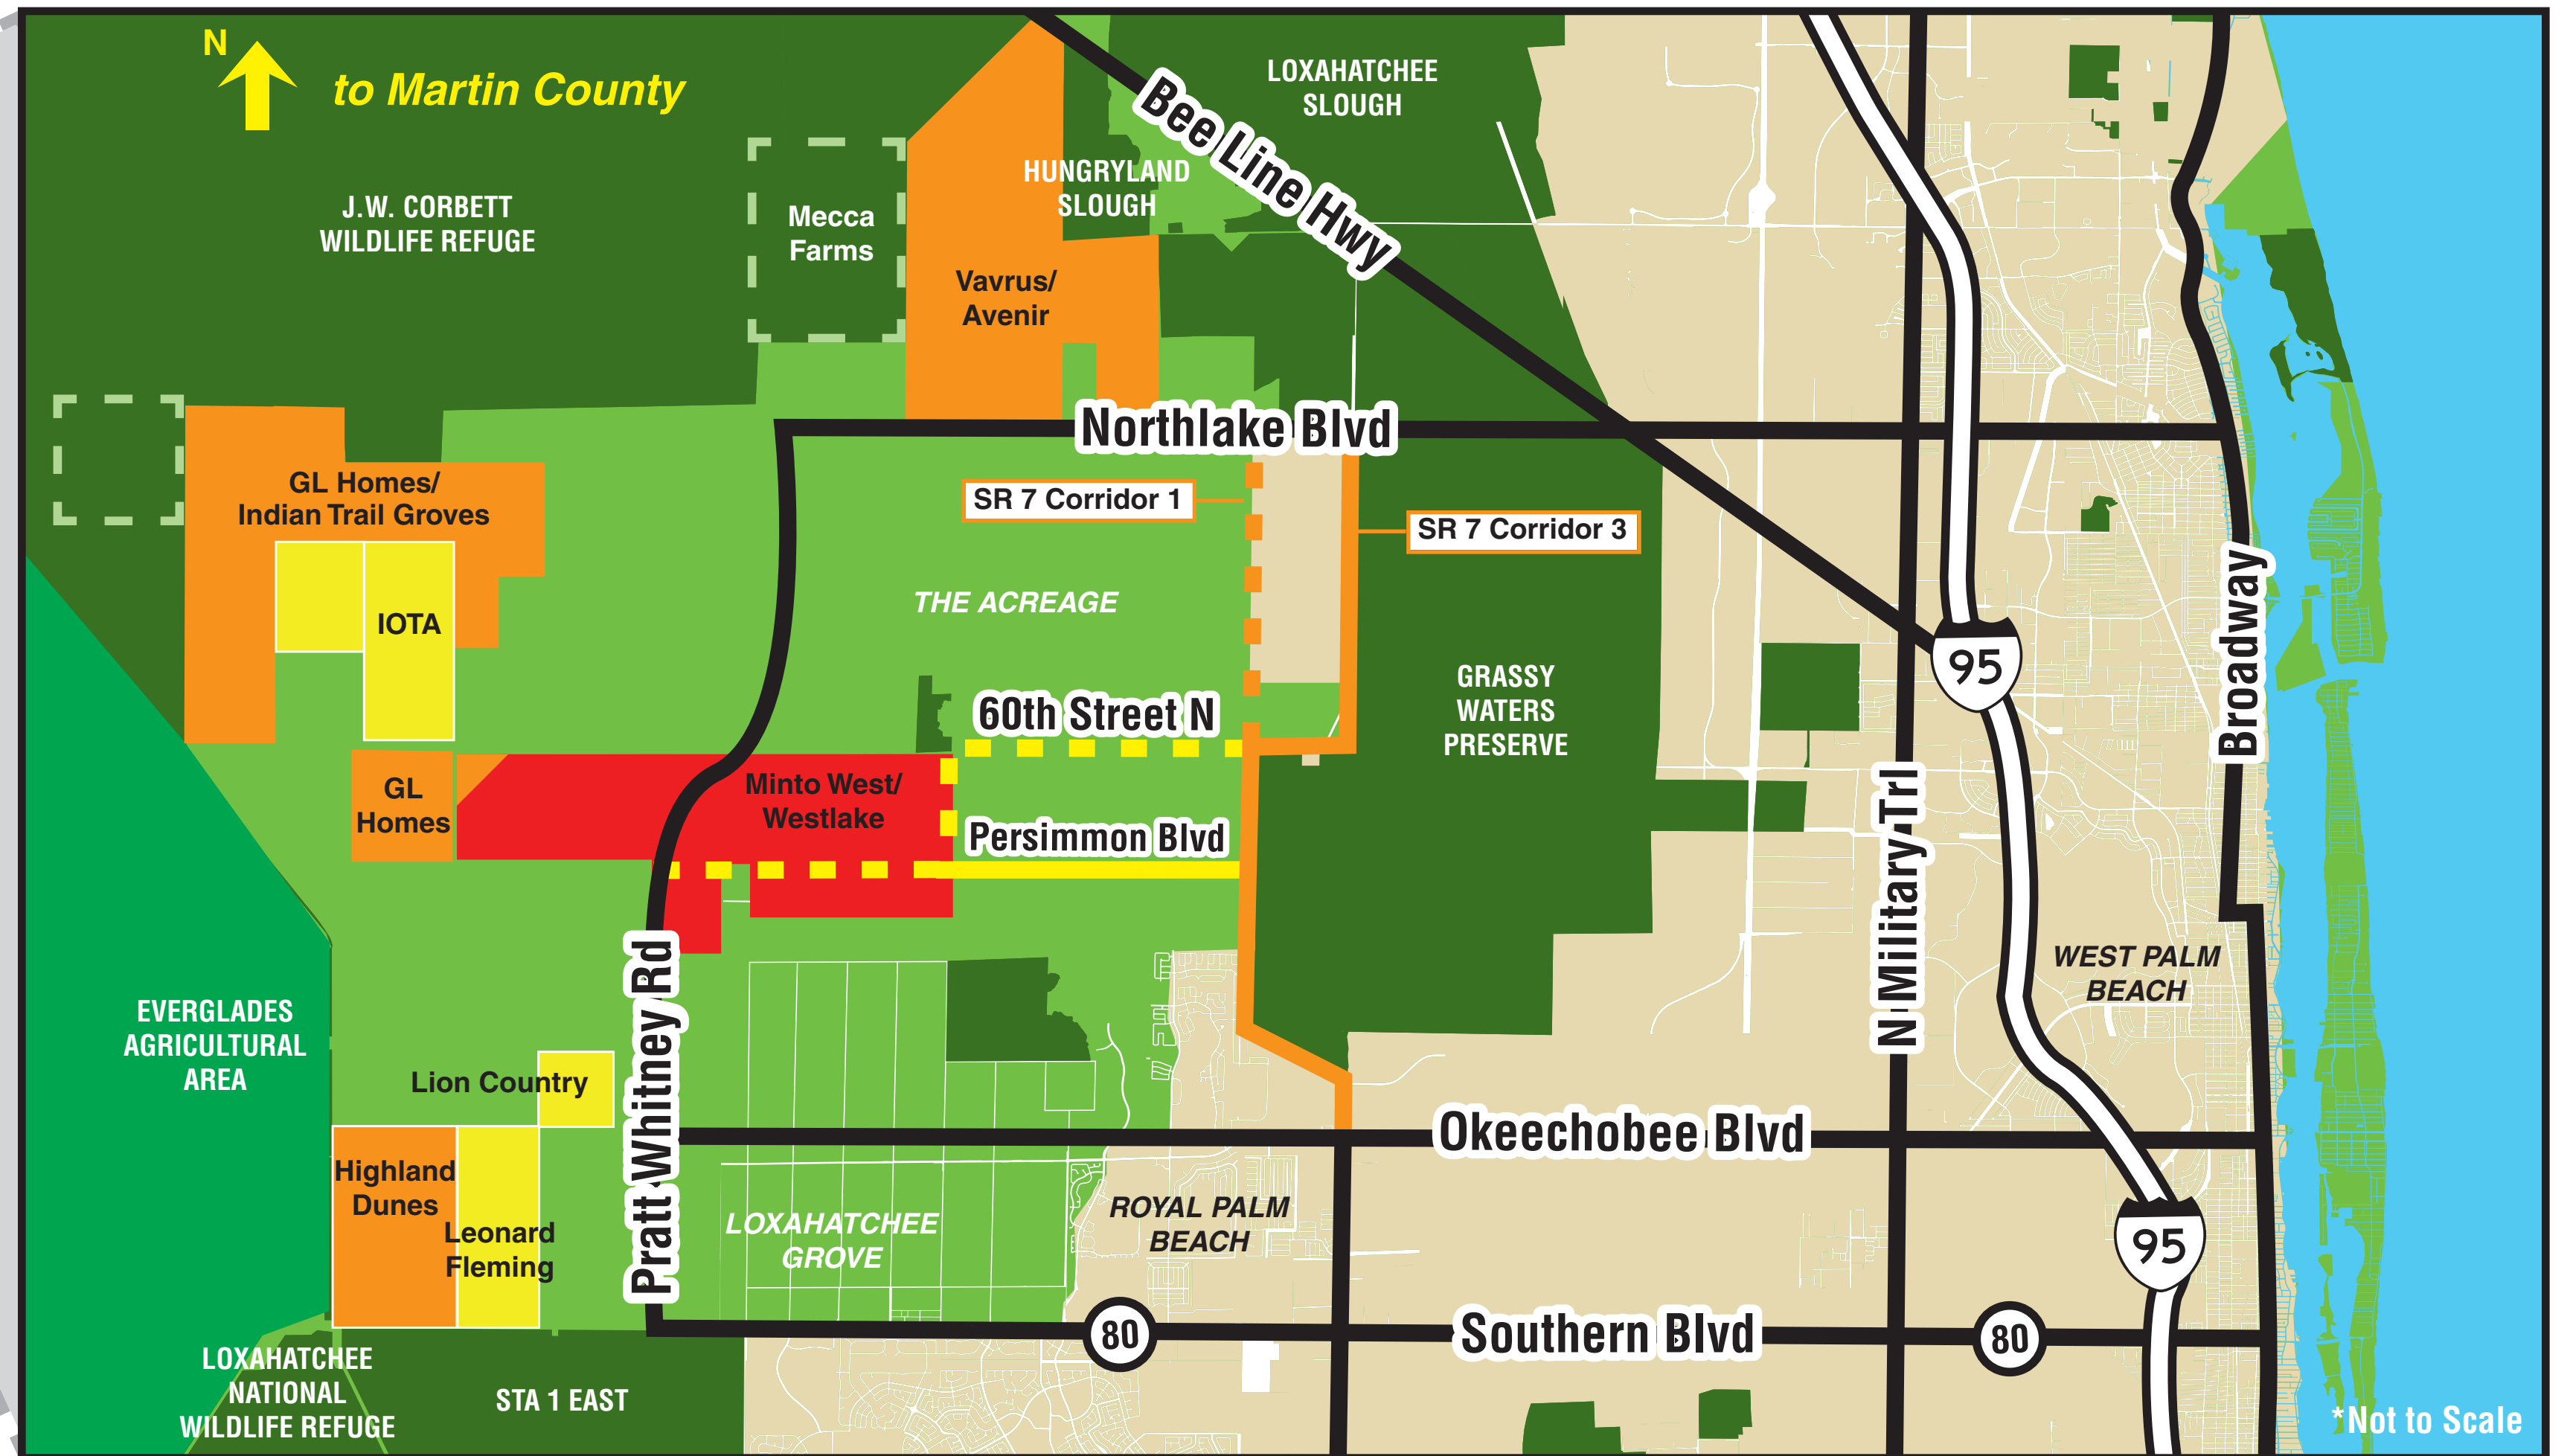 N
to Martin County
LOXAHATCHEE
SLOUGH
Bee Line Hwy
HUNGRYLAND
SLOUGH
J.W. CORBETT
WILDLIFE REFUGE
Mecca
Farms
Vavrus/
Avenir
Northlake Blvd
GL Homes/
Indian Trail Groves
SR 7 Corridor 1
SR 7 Corridor 3
IOTA
THE ACREAGE
95
Broadway
GRASSY
WATERS
PRESERVE
60th Street N
Minto West/
Westlake
GL
Homes
Persimmon Blvd
N Military Trl
WEST PALM
BEACH
Pratt Whitney Rd
EVERGLADES
AGRICULTURAL
AREA
Lion Country
Okeechobee Blvd
Highland
Dunes
Leonard
Fleming
LOXAHATCHEE
GROVE
ROYAL PALM
BEACH
95
80
Southern Blvd
80
LOXAHATCHEE
NATIONAL
WILDLIFE REFUGE
STA 1 EAST
*Not to Scale